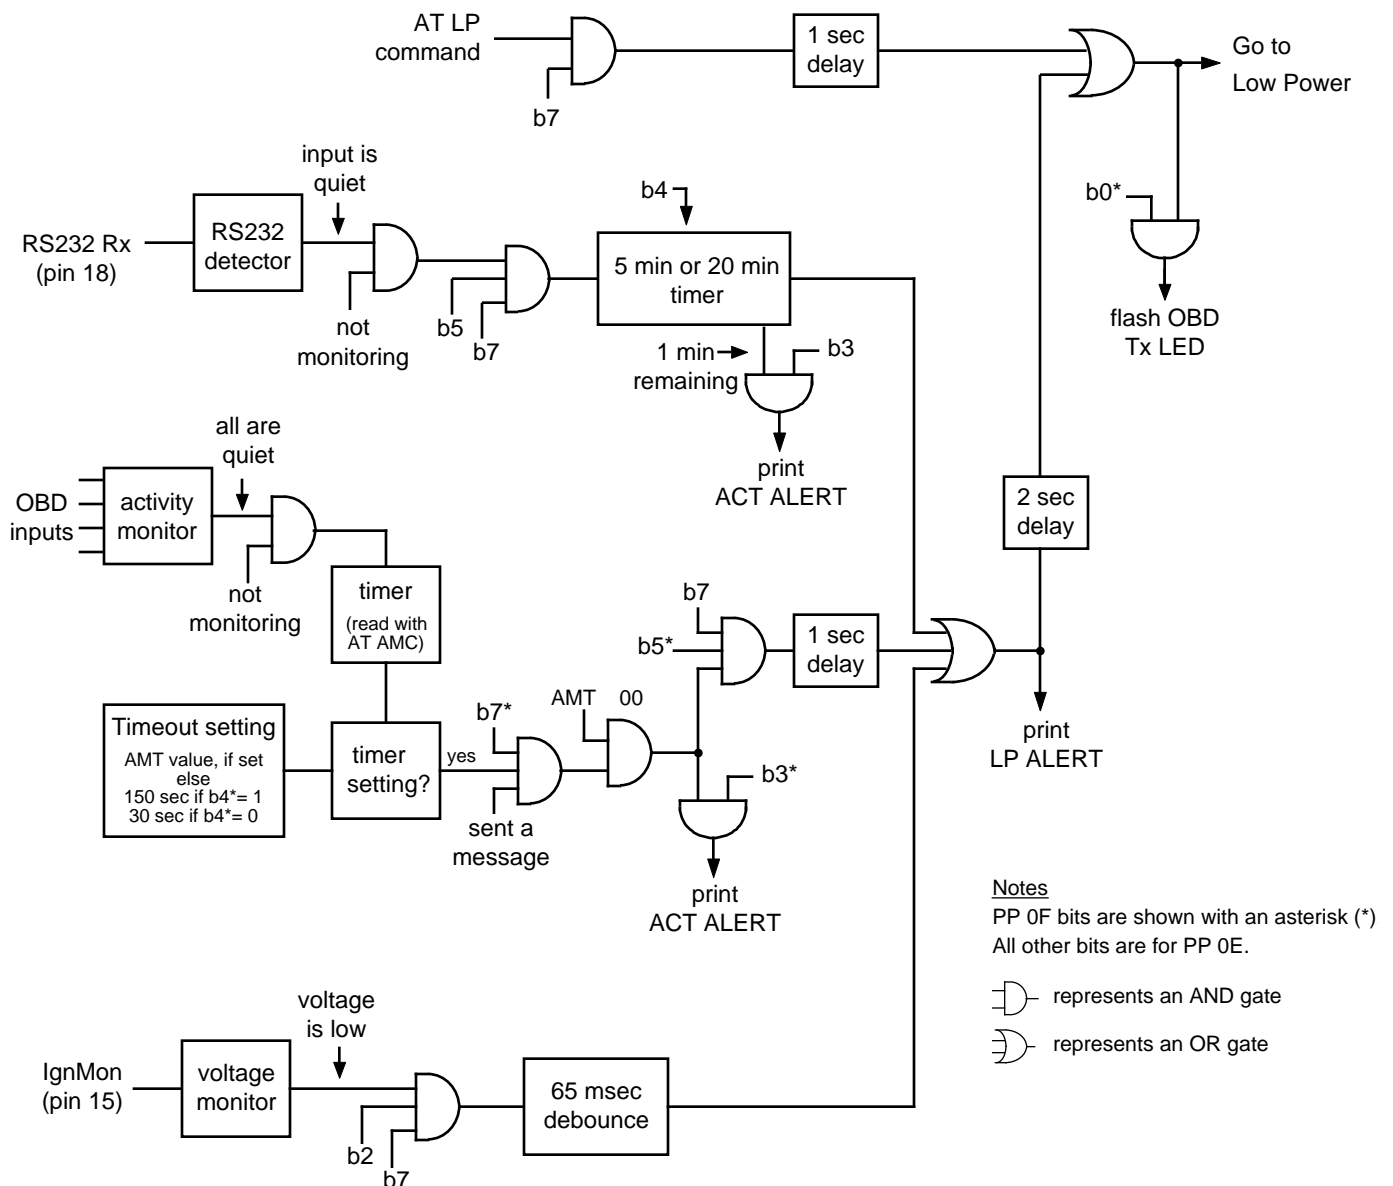 AT LP
command
b7
1 sec
delay
Go to
Low Power
b0*
flash OBD
Tx LED
input is
quiet
RS232 Rx
(pin 18)
RS232
detector
not
monitoring
b5
b7
b4
5 min or 20 min
timer
1 min
remaining
b3
print
ACT ALERT
all are
quiet
OBD
inputs
activity
monitor
not
monitoring
timer
(read with
AT AMC)
2 sec
delay
b7
b5*
1 sec
delay
print
LP ALERT
Timeout setting
AMT value, if set
else
150 sec if b4*= 1
30 sec if b4*= 0
timer
setting?
yes
b7*
sent a
message
AMT 00
b3*
print
ACT ALERT
Notes
PP 0F bits are shown with an asterisk (*)
All other bits are for PP 0E.
represents an AND gate
represents an OR gate
voltage
is low
IgnMon
(pin 15)
voltage
monitor
b2
b7
65 msec
debounce